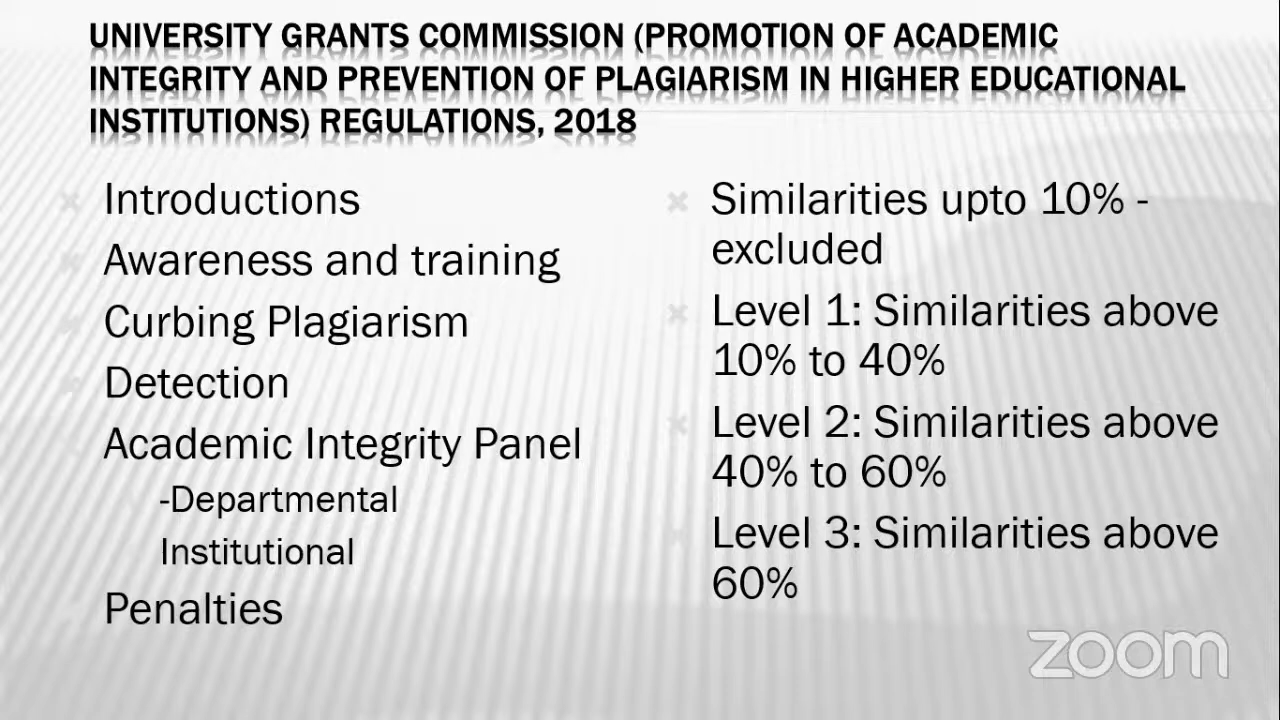 UNIVERSITY GRANTS COMMISSION (PROMOTION OF ACADEMIC
INTEGRITY AND PREVENTION OF PLAGIARISM IN HIGHER EDUCATIONAL
INSTITUTIONS) REGULATIONS, 2018
Introductions
Awareness and training
Curbing Plagiarism
Detection
Academic Integrity Panel
-Departmental
Institutional
Penalties
Similarities upto 10% -
excluded
Level 1: Similarities above
10% to 40%
Level 2: Similarities above
40% to 60%
Level 3: Similarities above
60%
zoom